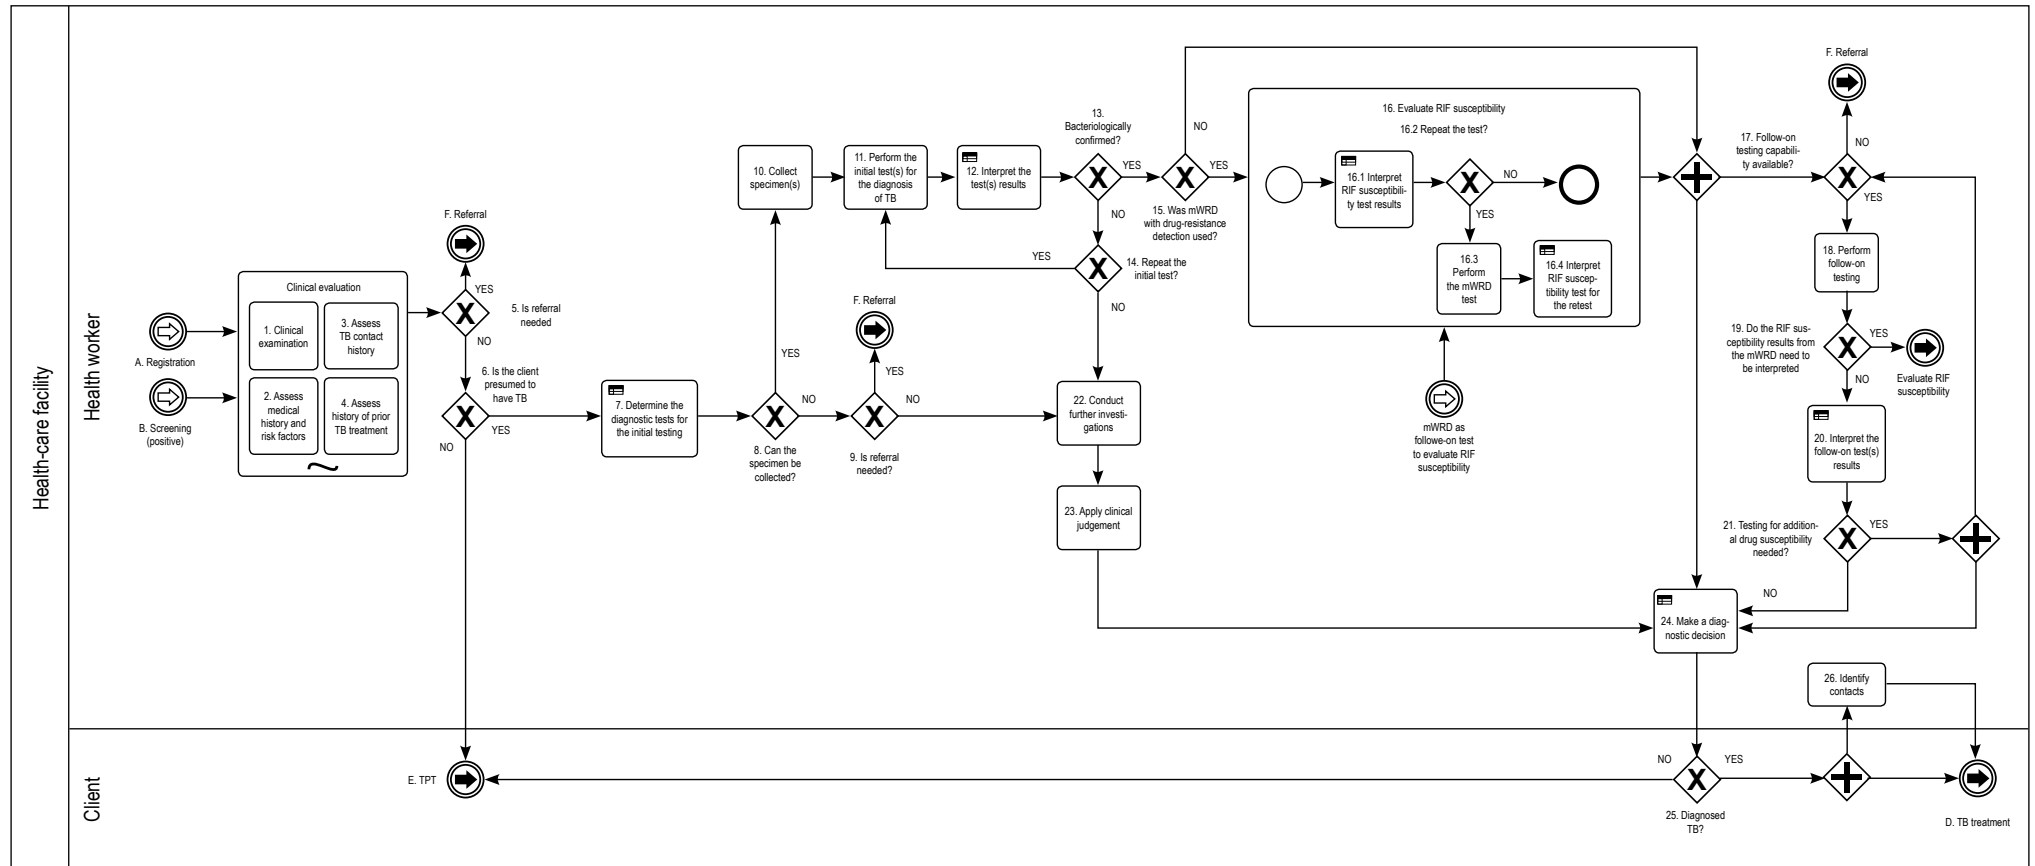 Health-care facility
Health worker
Client
A. Registration
B. Screening
(positive)
Clinical evaluation
1. Clinical
examination
3. Assess
TB contact
history
2. Assess
medical
history and
risk factors
4. Assess
history of prior
TB treatment
F. Referral
YES
5. Is referral
needed
NO
6. Is the client
presumed to
have TB
YES
NO
7. Determine the
diagnostic tests for
the initial testing
YES
NO
8. Can the
specimen be
collected?
F. Referral
YES
NO
9. Is referral
needed?
10. Collect
specimen(s)
11. Perform the
initial test(s) for
the diagnosis
of TB
12. Interpret the
test(s) results
13.
Bacteriologically
confirmed?
YES
NO
14. Repeat the
initial test?
YES
NO
15. Was mWRD
with drug-resistance
detection used?
NO
YES
16. Evaluate RIF susceptibility
16.2 Repeat the test?
16.1 Interpret
RIF susceptibili-
ty test results
NO
YES
16.3
Perform
the mWRD
test
16.4 Interpret
RIF suscep-
tibility test for
the retest
mWRD as
followe-on test
to evaluate RIF
susceptibility
22. Conduct
further investi-
gations
23. Apply clinical
judgement
17. Follow-on
testing capabili-
ty available?
F. Referral
NO
YES
18. Perform
follow-on
testing
19. Do the RIF sus-
ceptibility results from
the mWRD need to
be interpreted
YES
NO
Evaluate RIF
susceptibility
20. Interpret the
follow-on test(s)
results
21. Testing for addition-
al drug susceptibility
needed?
YES
NO
24. Make a diag-
nostic decision
26. Identify
contacts
E. TPT
NO
YES
25. Diagnosed
TB?
D. TB treatment